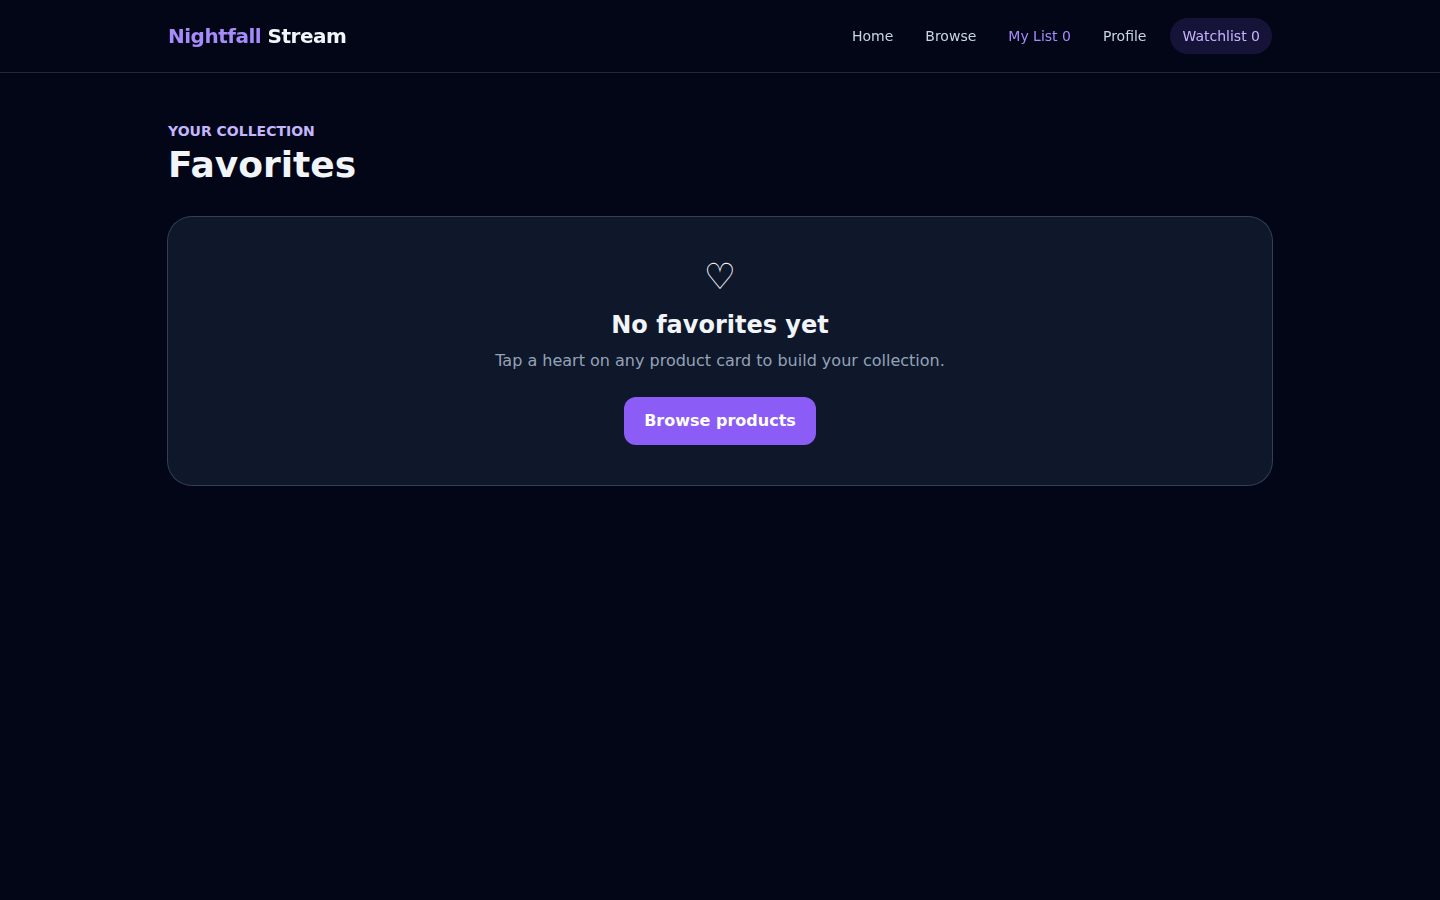 Nightfall Stream
Home Browse My List 0 Profile Watchlist 0
YOUR COLLECTION
Favorites
No favorites yet
Tap a heart on any product card to build your collection.
Browse products